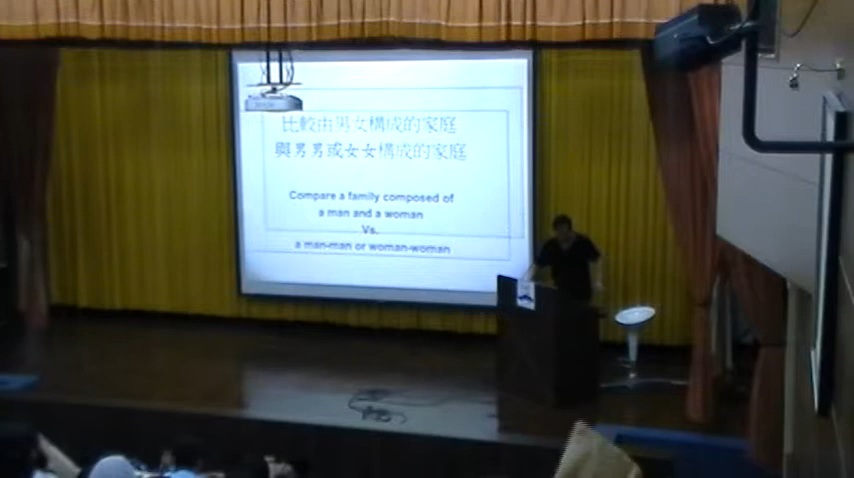 比較由男女構成的家庭
與男男或女女構成的家庭
Compare a family composed of
a man and a woman
Vs.
a man-man or woman-woman